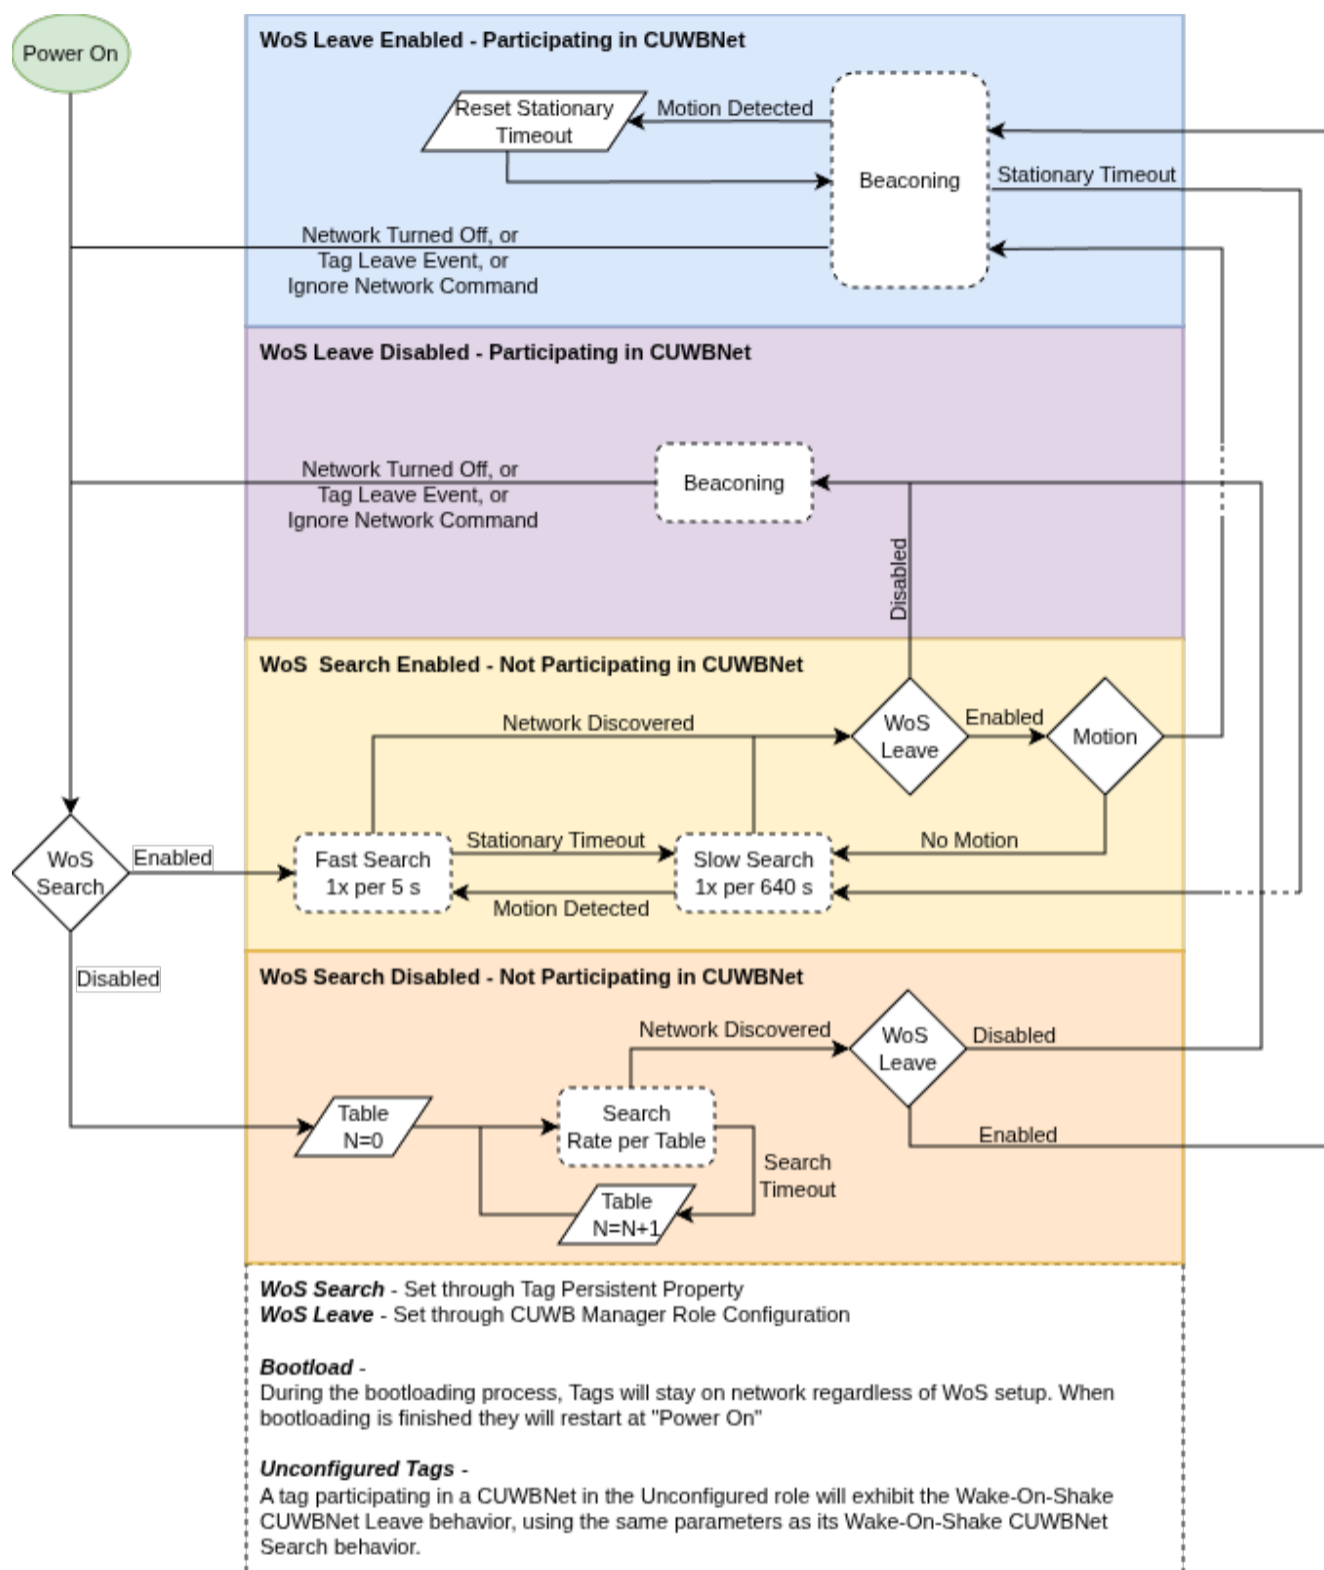 Power On
WoS Leave Enabled - Participating in CUWBNet
Reset Stationary
Timeout
Motion Detected
Beaconing
Stationary Timeout
Network Turned Off, or
Tag Leave Event, or
Ignore Network Command
WoS Leave Disabled - Participating in CUWBNet
Network Turned Off, or
Tag Leave Event, or
Ignore Network Command
Beaconing
Disabled
WoS  Search Enabled - Not Participating in CUWBNet
Network Discovered
WoS
Leave
Enabled
Motion
WoS
Search
Enabled
Fast Search
1x per 5 s
Stationary Timeout
Motion Detected
Slow Search
1x per 640 s
No Motion
Disabled
WoS Search Disabled - Not Participating in CUWBNet
Network Discovered
WoS
Leave
Disabled
Enabled
Table
N=0
Search
Rate per Table
Search
Timeout
Table
N=N+1
WoS Search - Set through Tag Persistent Property
WoS Leave - Set through CUWB Manager Role Configuration
Bootload -
During the bootloading process, Tags will stay on network regardless of WoS setup. When
bootloading is finished they will restart at "Power On"
Unconfigured Tags -
A tag participating in a CUWBNet in the Unconfigured role will exhibit the Wake-On-Shake
CUWBNet Leave behavior, using the same parameters as its Wake-On-Shake CUWBNet
Search behavior.